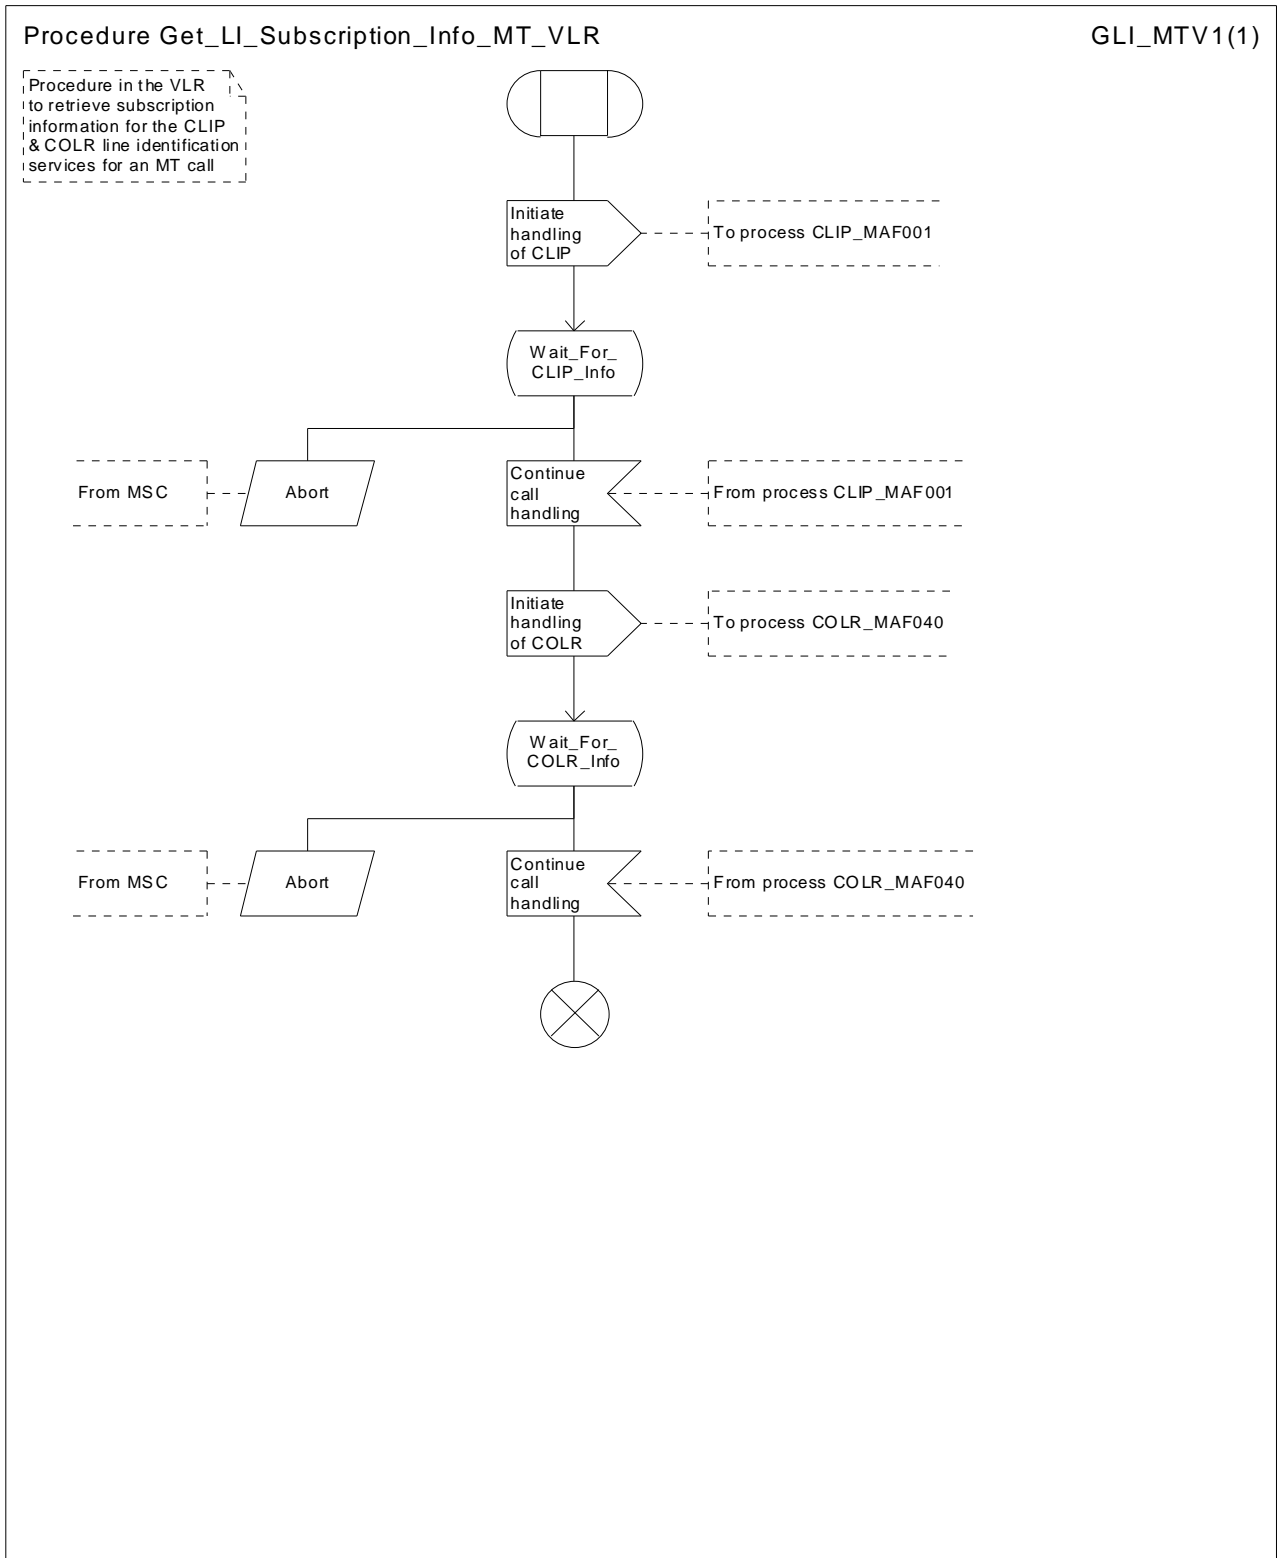 Procedure Get_LI_Subscription_Info_MT_VLR
GLI_MTV1(1)
Procedure in the VLR
to retrieve subscription
information for the CLIP
& COLR line identification
services for an MT call
Initiate
handling
of CLIP
To process CLIP_MAF001
Wait_For_
CLIP_Info
From MSC
Abort
Continue
call
handling
From process CLIP_MAF001
Initiate
handling
of COLR
To process COLR_MAF040
Wait_For_
COLR_Info
From MSC
Abort
Continue
call
handling
From process COLR_MAF040